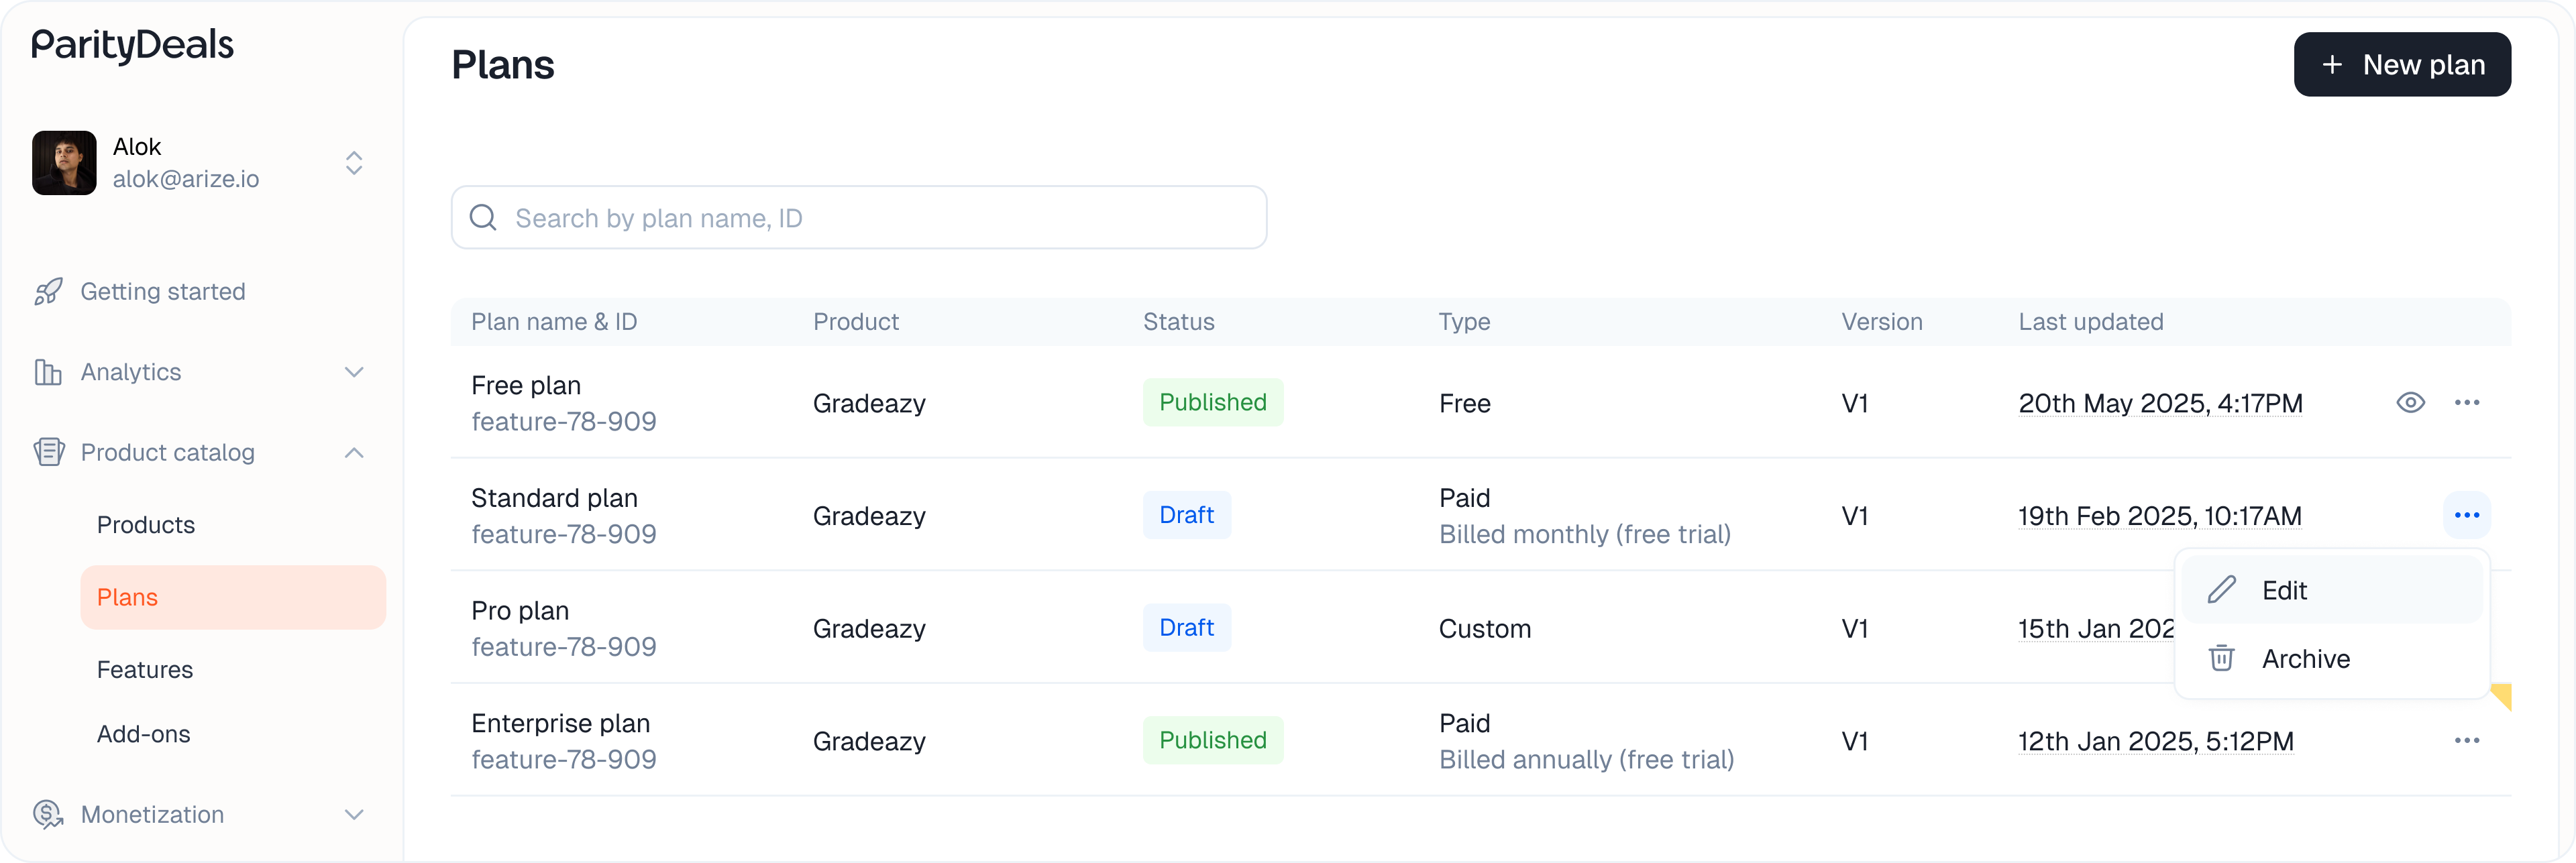 ParityDeals
Alok
alok@arize.io
Getting started
Analytics
Product catalog
Products
Plans
Features
Add-ons
Monetization
Plans
+ New plan
Search by plan name, ID
Plan name & ID Product Status Type Version Last updated
Free plan
feature-78-909
Gradeazy
Published
Free
V1
20th May 2025, 4:17PM
Standard plan
feature-78-909
Gradeazy
Draft
Paid
Billed monthly (free trial)
V1
19th Feb 2025, 10:17AM
Edit
Archive
Pro plan
feature-78-909
Gradeazy
Draft
Custom
V1
15th Jan 202
Enterprise plan
feature-78-909
Gradeazy
Published
Paid
Billed annually (free trial)
V1
12th Jan 2025, 5:12PM